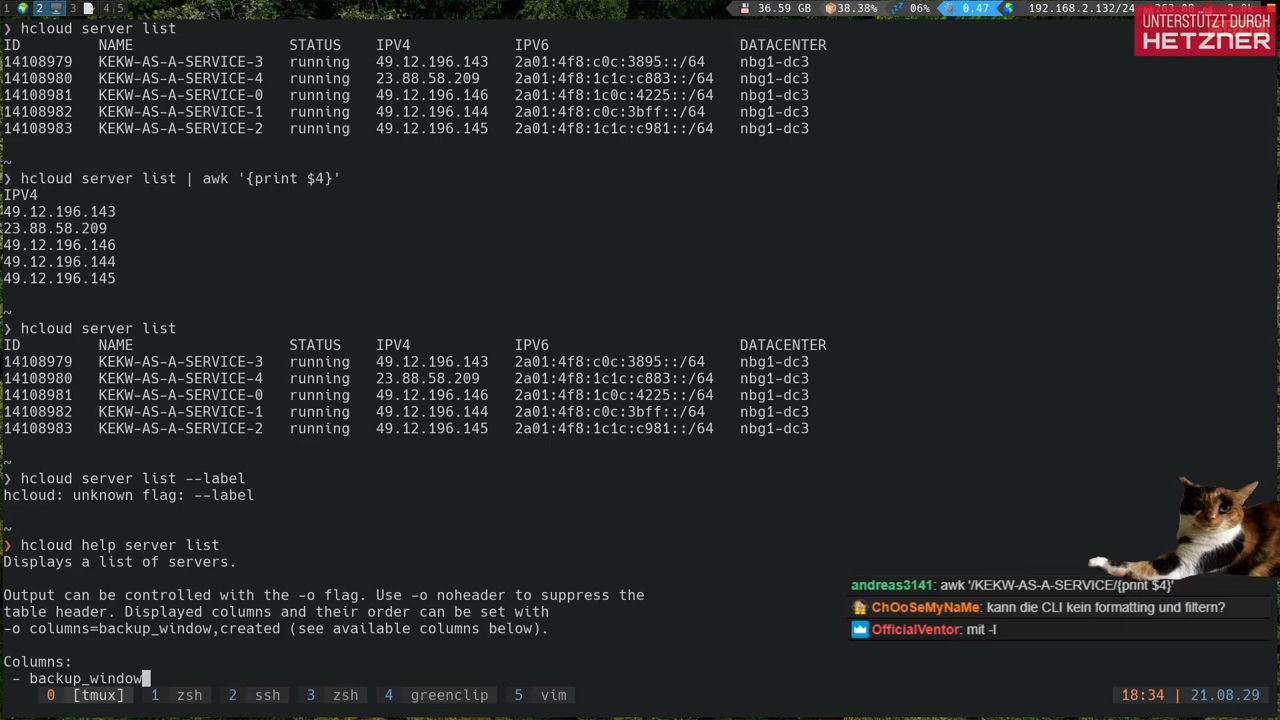 1 2 3 4 5 36.59 GB 38.38% 06% 0.47 192.168.2.132/24 263.0B 2.0k
UNTERSTÜTZT DURCH
HETZNER
❯ hcloud server list
ID NAME STATUS IPV4 IPV6 DATACENTER
14108979 KEKW-AS-A-SERVICE-3 running 49.12.196.143 2a01:4f8:c0c:3895::/64 nbg1-dc3
14108980 KEKW-AS-A-SERVICE-4 running 23.88.58.209 2a01:4f8:1c1c:c883::/64 nbg1-dc3
14108981 KEKW-AS-A-SERVICE-0 running 49.12.196.146 2a01:4f8:1c0c:4225::/64 nbg1-dc3
14108982 KEKW-AS-A-SERVICE-1 running 49.12.196.144 2a01:4f8:c0c:3bff::/64 nbg1-dc3
14108983 KEKW-AS-A-SERVICE-2 running 49.12.196.145 2a01:4f8:1c1c:c981::/64 nbg1-dc3
~
❯ hcloud server list | awk '{print $4}'
IPV4
49.12.196.143
23.88.58.209
49.12.196.146
49.12.196.144
49.12.196.145
~
❯ hcloud server list
ID NAME STATUS IPV4 IPV6 DATACENTER
14108979 KEKW-AS-A-SERVICE-3 running 49.12.196.143 2a01:4f8:c0c:3895::/64 nbg1-dc3
14108980 KEKW-AS-A-SERVICE-4 running 23.88.58.209 2a01:4f8:1c1c:c883::/64 nbg1-dc3
14108981 KEKW-AS-A-SERVICE-0 running 49.12.196.146 2a01:4f8:1c0c:4225::/64 nbg1-dc3
14108982 KEKW-AS-A-SERVICE-1 running 49.12.196.144 2a01:4f8:c0c:3bff::/64 nbg1-dc3
14108983 KEKW-AS-A-SERVICE-2 running 49.12.196.145 2a01:4f8:1c1c:c981::/64 nbg1-dc3
~
❯ hcloud server list --label
hcloud: unknown flag: --label
~
❯ hcloud help server list
Displays a list of servers.
Output can be controlled with the -o flag. Use -o noheader to suppress the
table header. Displayed columns and their order can be set with
-o columns=backup_window,created (see available columns below).
Columns:
- backup_window
andreas3141: awk '/KEKW-AS-A-SERVICE/{print $4}'
ChOoSeMyNaMe: kann die CLI kein formatting und filtern?
OfficialVentor: mit -l
0 [tmux] 1 zsh 2 ssh 3 zsh 4 greenclip 5 vim 18:34 | 21.08.29